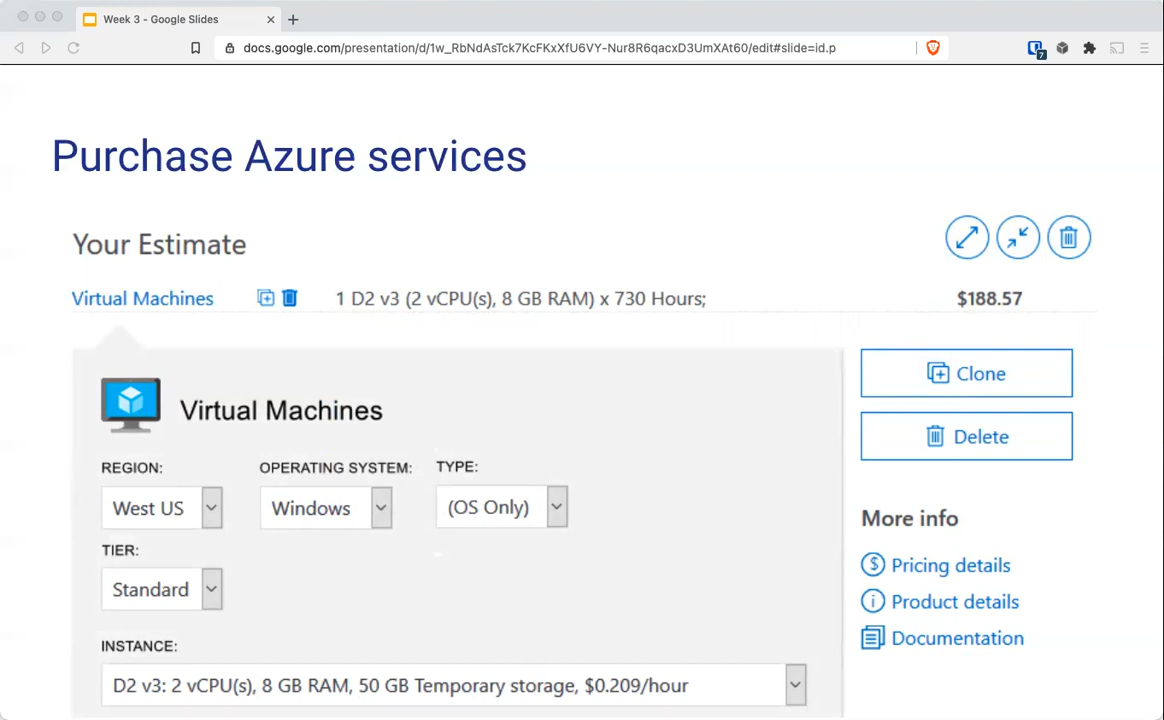 Week 3 - Google Slides
docs.google.com/presentation/d/1w_RbNdAsTck7KcFKxXfU6VY-Nur8R6qacxD3UmXAt60/edit#slide=id.p
7
Purchase Azure services
Your Estimate
Virtual Machines 1 D2 v3 (2 vCPU(s), 8 GB RAM) x 730 Hours; $188.57
Clone
Virtual Machines
Delete
REGION: OPERATING SYSTEM: TYPE:
West US Windows (OS Only)
More info
TIER:
Pricing details
Standard
Product details
Documentation
INSTANCE:
D2 v3: 2 vCPU(s), 8 GB RAM, 50 GB Temporary storage, $0.209/hour